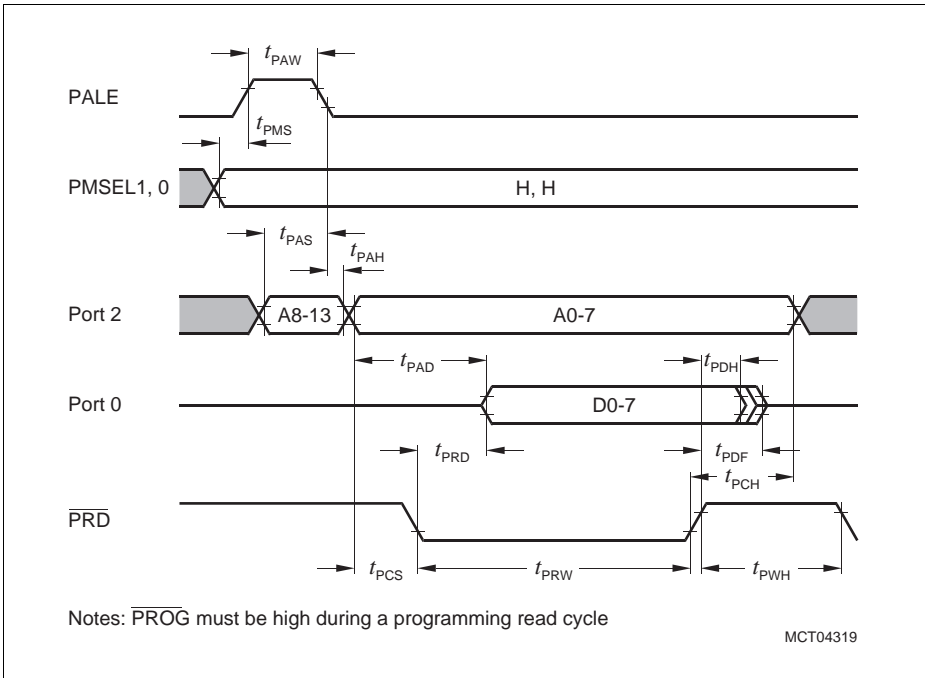 tPAW
PALE
tPMS
PMSEL1, 0
H, H
tPAS
tPAH
Port 2
A8-13
A0-7
tPAD
tPDH
Port 0
D0-7
tPRD
tPDF
tPCH
PRD
tPCS
tPRW
tPWH
Notes: PROG must be high during a programming read cycle
MCT04319